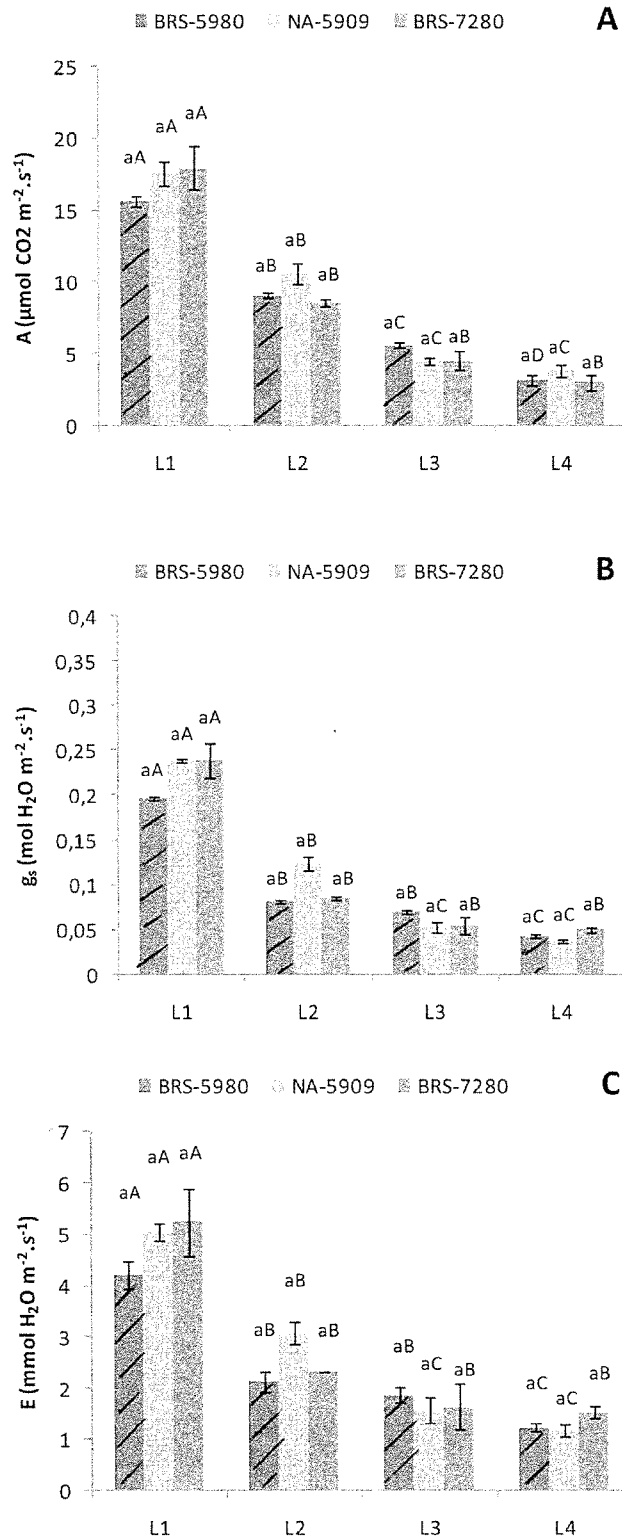 BRS-5980 NA-5909 BRS-7280 A
25
20
15
10
5
0
A (µmol CO2 m⁻².s⁻¹)
aA aA aA
aB aB aB
aC aC aB
aD aC aB
L1 L2 L3 L4
BRS-5980 NA-5909 BRS-7280 B
0,4
0,35
0,3
0,25
0,2
0,15
0,1
0,05
0
gₛ (mol H₂O m⁻².s⁻¹)
aA aA aA
aB aB aB
aB aC aB
aC aC aB
L1 L2 L3 L4
BRS-5980 NA-5909 BRS-7280 C
7
6
5
4
3
2
1
0
E (mmol H₂O m⁻².s⁻¹)
aA aA aA
aB aB aB
aB aC aB
aC aC aB
L1 L2 L3 L4